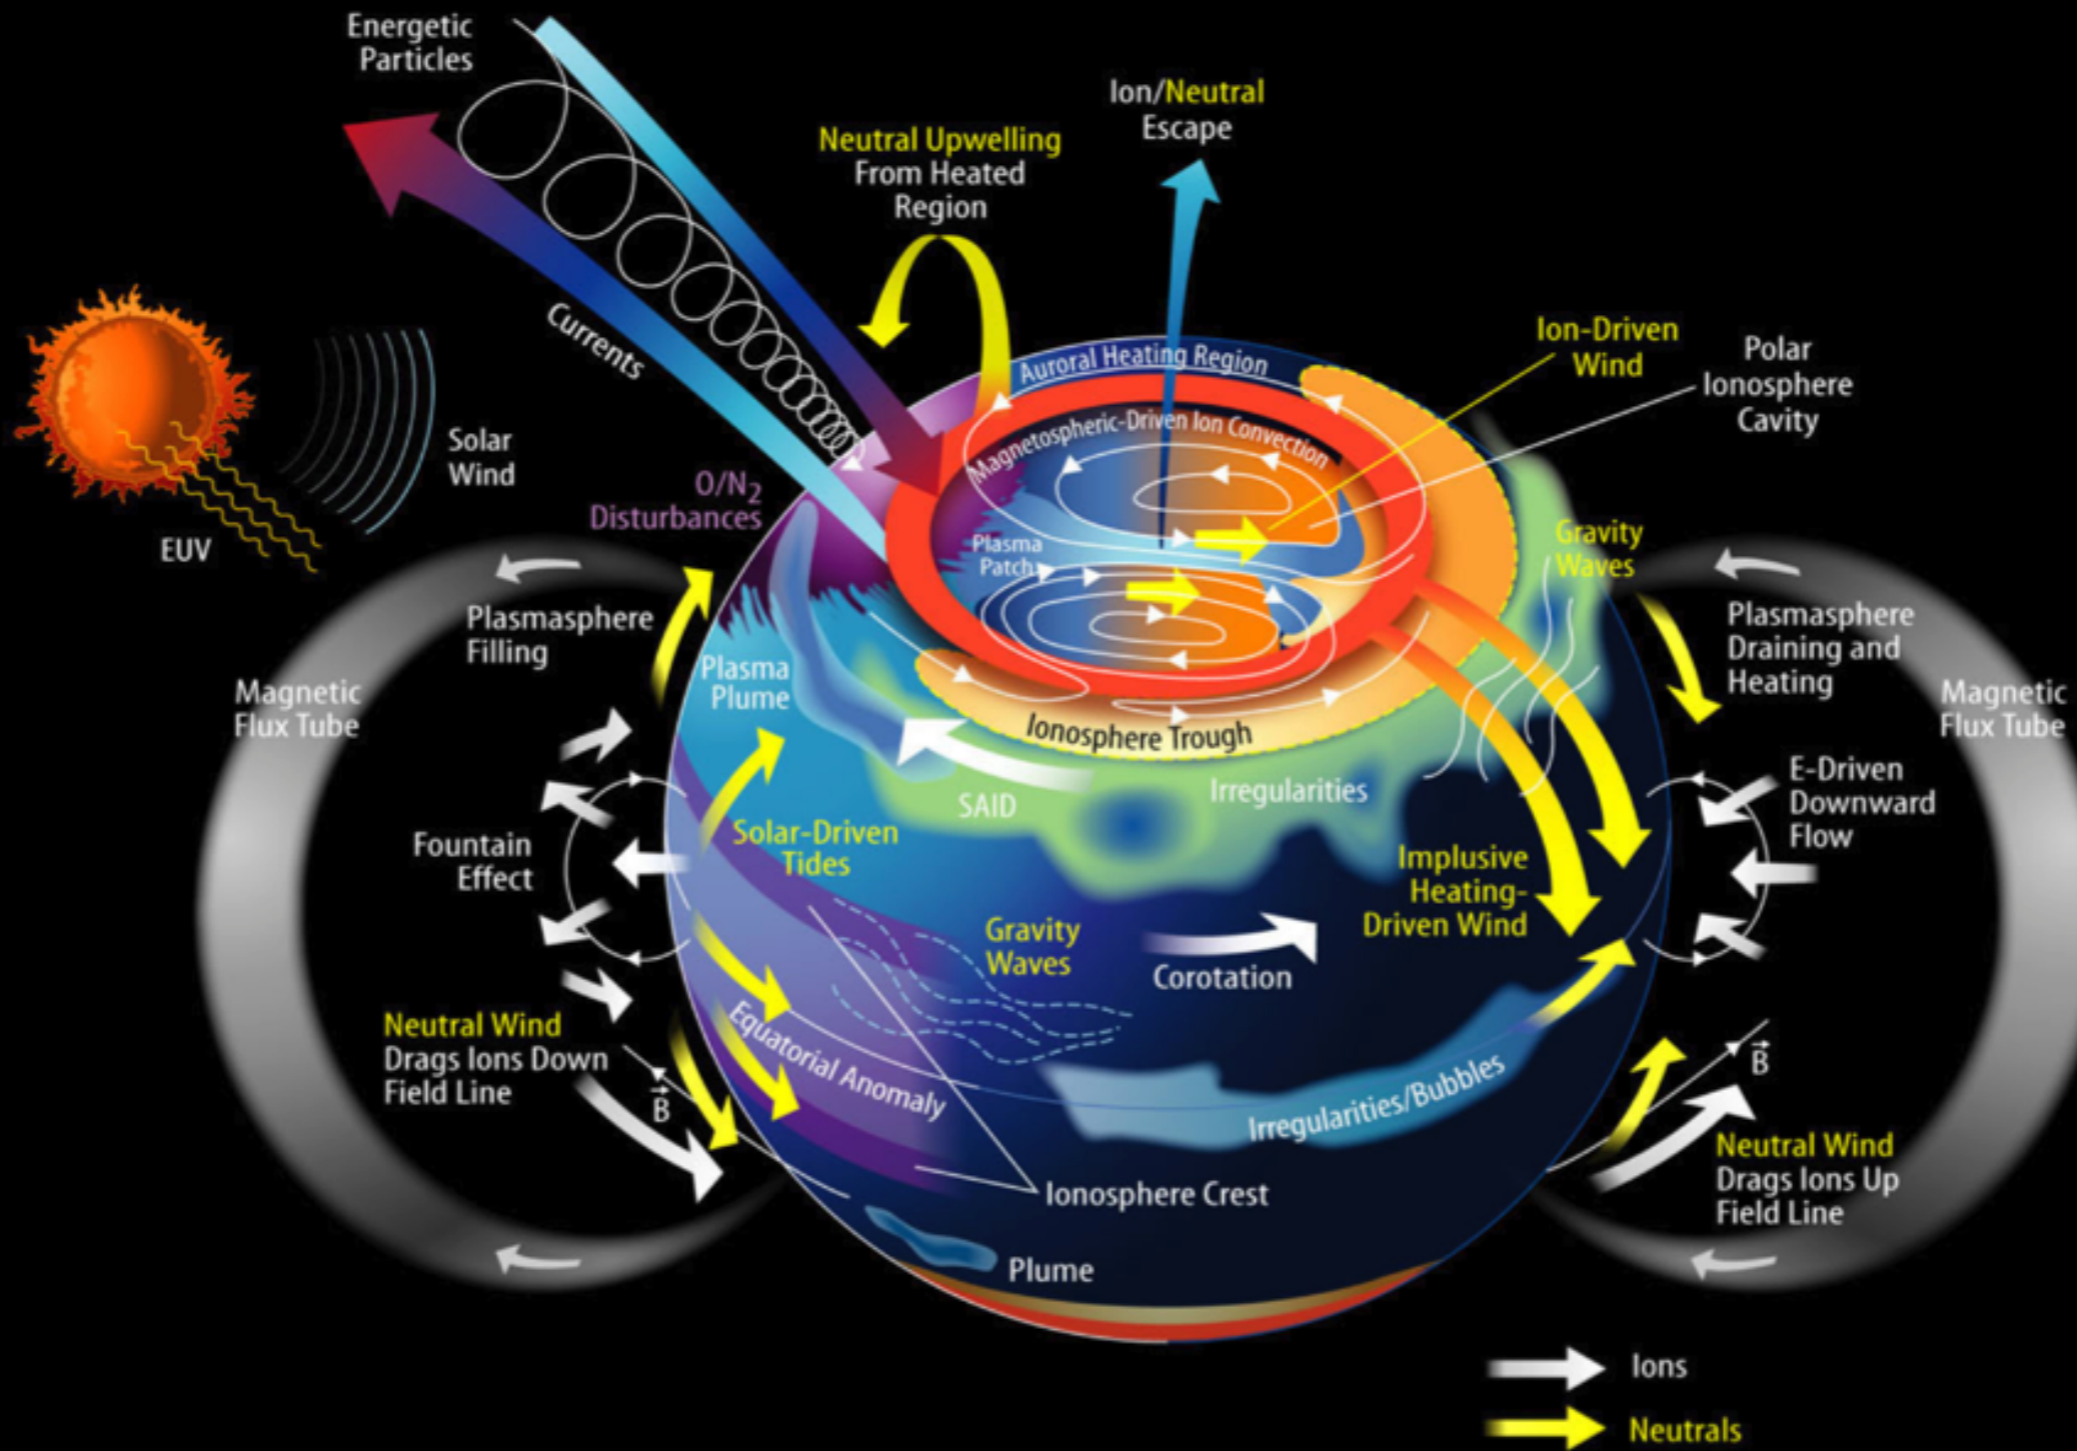 Energetic
Particles
Ion/Neutral
Escape
Neutral Upwelling
From Heated
Region
Currents
Solar
Wind
EUV
Ion-Driven
Wind
Polar
Ionosphere
Cavity
Auroral Heating Region
Magnetospheric-Driven Ion Convection
O/N2
Disturbances
Plasma
Patch
Gravity
Waves
Plasmasphere
Filling
Plasmasphere
Draining and
Heating
Magnetic
Flux Tube
Magnetic
Flux Tube
Plasma
Plume
Ionosphere Trough
SAID
Irregularities
E-Driven
Downward
Flow
Fountain
Effect
Solar-Driven
Tides
Implusive
Heating-
Driven Wind
Gravity
Waves
Corotation
Neutral Wind
Drags Ions Down
Field Line
B
Equatorial Anomaly
Irregularities/Bubbles
B
Neutral Wind
Drags Ions Up
Field Line
Ionosphere Crest
Plume
Ions
Neutrals